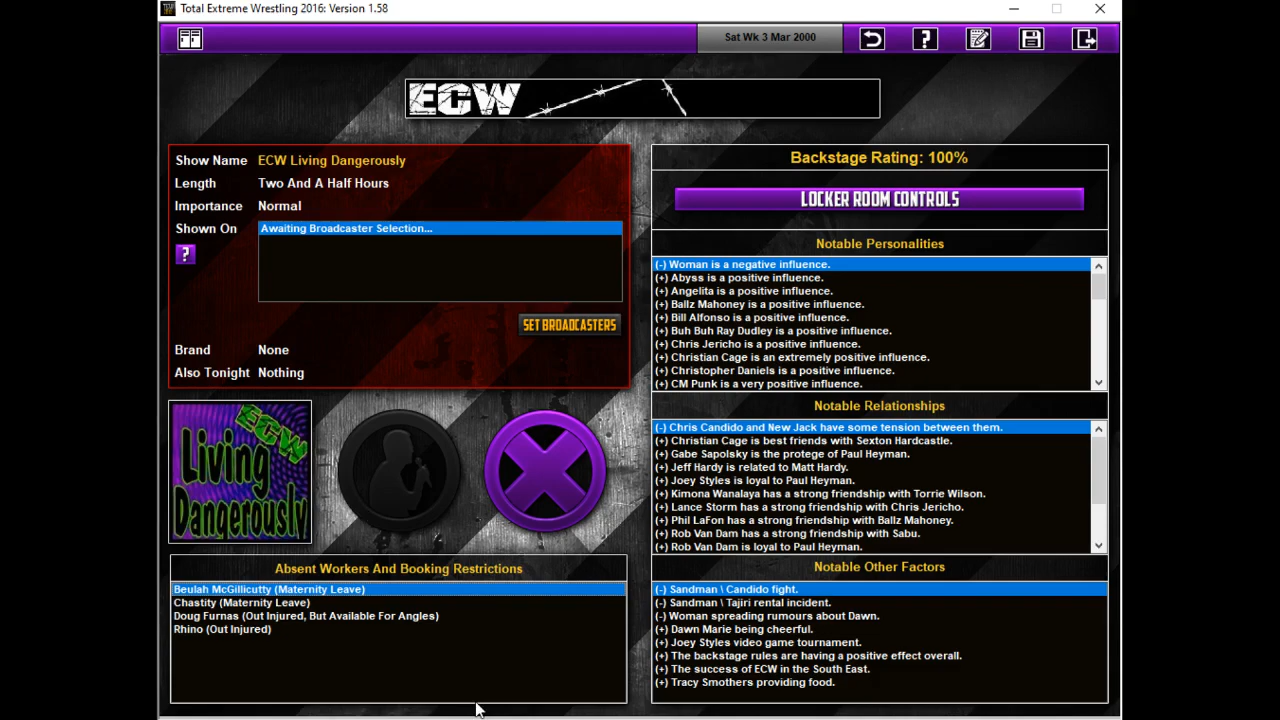 Total Extreme Wrestling 2016: Version 1.58
Sat Wk 3 Mar 2000
ECW
Show Name ECW Living Dangerously
Length Two And A Half Hours
Importance Normal
Shown On Awaiting Broadcaster Selection...
?
SET BROADCASTERS
Brand None
Also Tonight Nothing
ECW
Living
Dangerously
Absent Workers And Booking Restrictions
Beulah McGillicutty (Maternity Leave)
Chastity (Maternity Leave)
Doug Furnas (Out Injured, But Available For Angles)
Rhino (Out Injured)
Backstage Rating: 100%
LOCKER ROOM CONTROLS
Notable Personalities
(-) Woman is a negative influence.
(+) Abyss is a positive influence.
(+) Angelita is a positive influence.
(+) Ballz Mahoney is a positive influence.
(+) Bill Alfonso is a positive influence.
(+) Buh Buh Ray Dudley is a positive influence.
(+) Chris Jericho is a positive influence.
(+) Christian Cage is an extremely positive influence.
(+) Christopher Daniels is a positive influence.
(+) CM Punk is a very positive influence.
Notable Relationships
(-) Chris Candido and New Jack have some tension between them.
(+) Christian Cage is best friends with Sexton Hardcastle.
(+) Gabe Sapolsky is the protege of Paul Heyman.
(+) Jeff Hardy is related to Matt Hardy.
(+) Joey Styles is loyal to Paul Heyman.
(+) Kimona Wanalaya has a strong friendship with Torrie Wilson.
(+) Lance Storm has a strong friendship with Chris Jericho.
(+) Phil LaFon has a strong friendship with Ballz Mahoney.
(+) Rob Van Dam has a strong friendship with Sabu.
(+) Rob Van Dam is loyal to Paul Heyman.
Notable Other Factors
(-) Sandman \ Candido fight.
(-) Sandman \ Tajiri rental incident.
(-) Woman spreading rumours about Dawn.
(+) Dawn Marie being cheerful.
(+) Joey Styles video game tournament.
(+) The backstage rules are having a positive effect overall.
(+) The success of ECW in the South East.
(+) Tracy Smothers providing food.